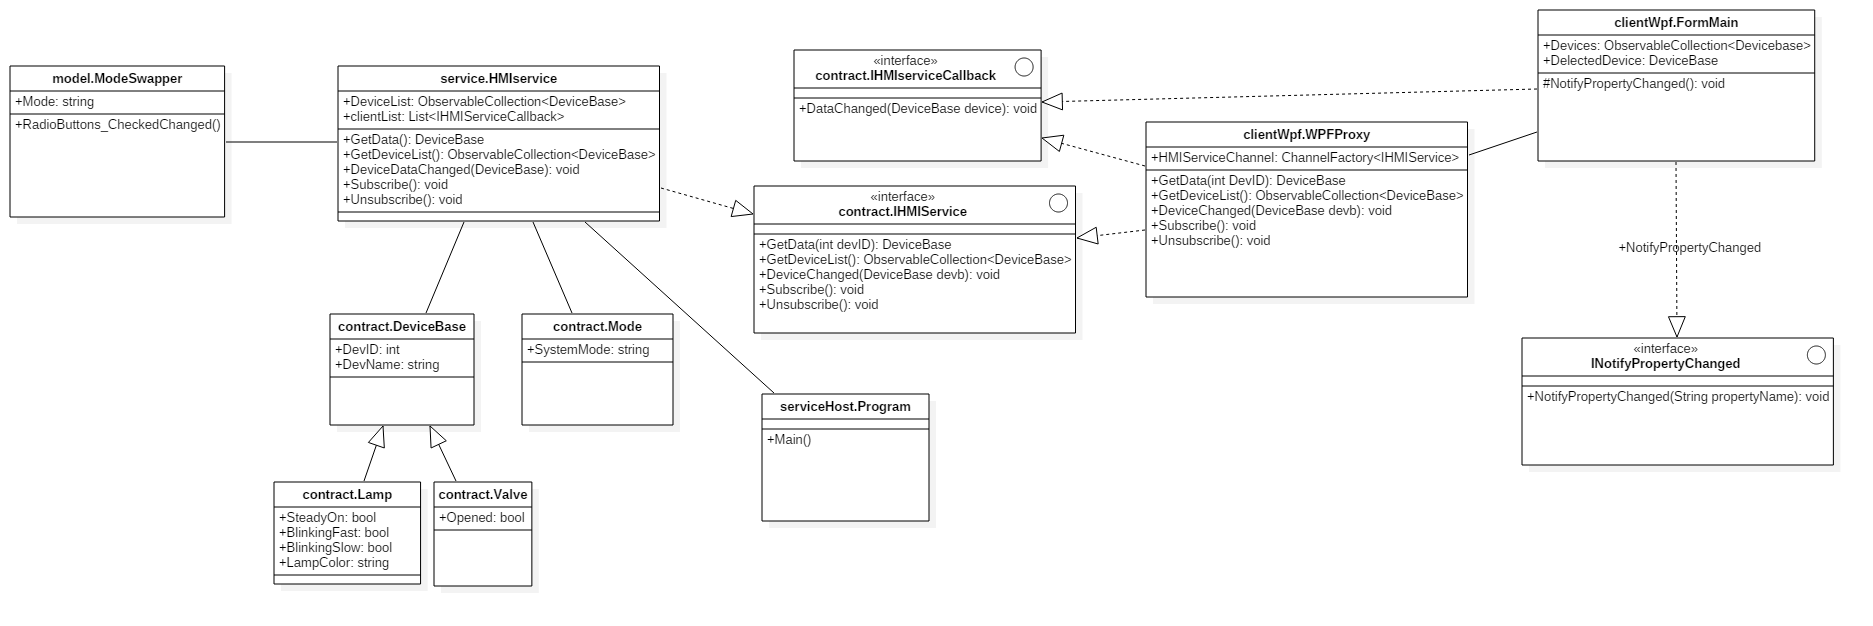 model.ModeSwapper
+Mode: string
+RadioButtons_CheckedChanged()
service.HMIservice
+DeviceList: ObservableCollection<DeviceBase>
+clientList: List<IHMIServiceCallback>
+GetData(): DeviceBase
+GetDeviceList(): ObservableCollection<DeviceBase>
+DeviceDataChanged(DeviceBase): void
+Subscribe(): void
+Unsubscribe(): void
«interface»
contract.IHMIserviceCallback
+DataChanged(DeviceBase device): void
clientWpf.FormMain
+Devices: ObservableCollection<Devicebase>
+DelectedDevice: DeviceBase
#NotifyPropertyChanged(): void
clientWpf.WPFProxy
+HMIServiceChannel: ChannelFactory<IHMIService>
+GetData(int DevID): DeviceBase
+GetDeviceList(): ObservableCollection<DeviceBase>
+DeviceChanged(DeviceBase devb): void
+Subscribe(): void
+Unsubscribe(): void
«interface»
contract.IHMIService
+GetData(int devID): DeviceBase
+GetDeviceList(): ObservableCollection<DeviceBase>
+DeviceChanged(DeviceBase devb): void
+Subscribe(): void
+Unsubscribe(): void
+NotifyPropertyChanged
«interface»
INotifyPropertyChanged
+NotifyPropertyChanged(String propertyName): void
contract.DeviceBase
+DevID: int
+DevName: string
contract.Mode
+SystemMode: string
serviceHost.Program
+Main()
contract.Lamp
+SteadyOn: bool
+BlinkingFast: bool
+BlinkingSlow: bool
+LampColor: string
contract.Valve
+Opened: bool